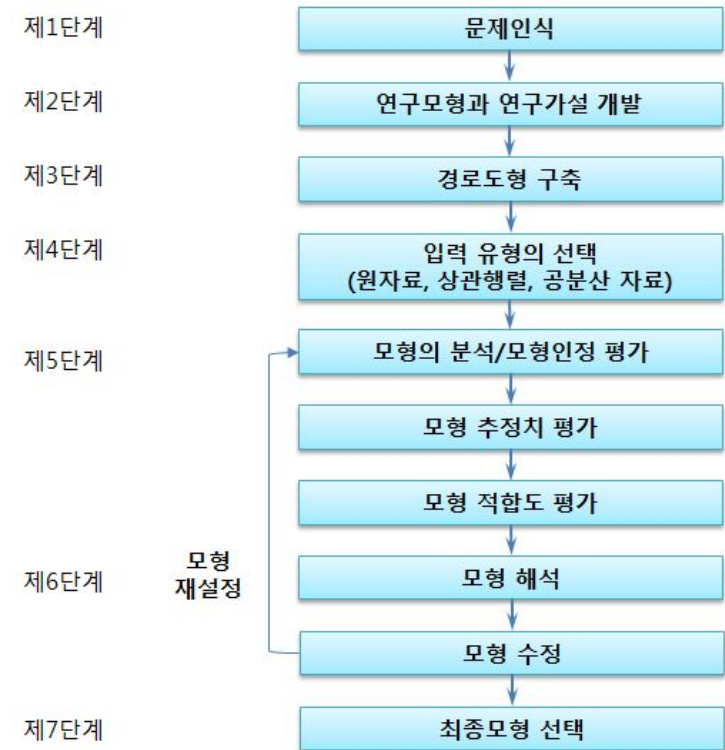 제1단계
문제인식
제2단계
연구모형과 연구가설 개발
제3단계
경로도형 구축
제4단계
입력 유형의 선택
(원자료, 상관행렬, 공분산 자료)
제5단계
모형의 분석/모형인정 평가
모형 추정치 평가
모형 적합도 평가
모형
재설정
제6단계
모형 해석
모형 수정
제7단계
최종모형 선택